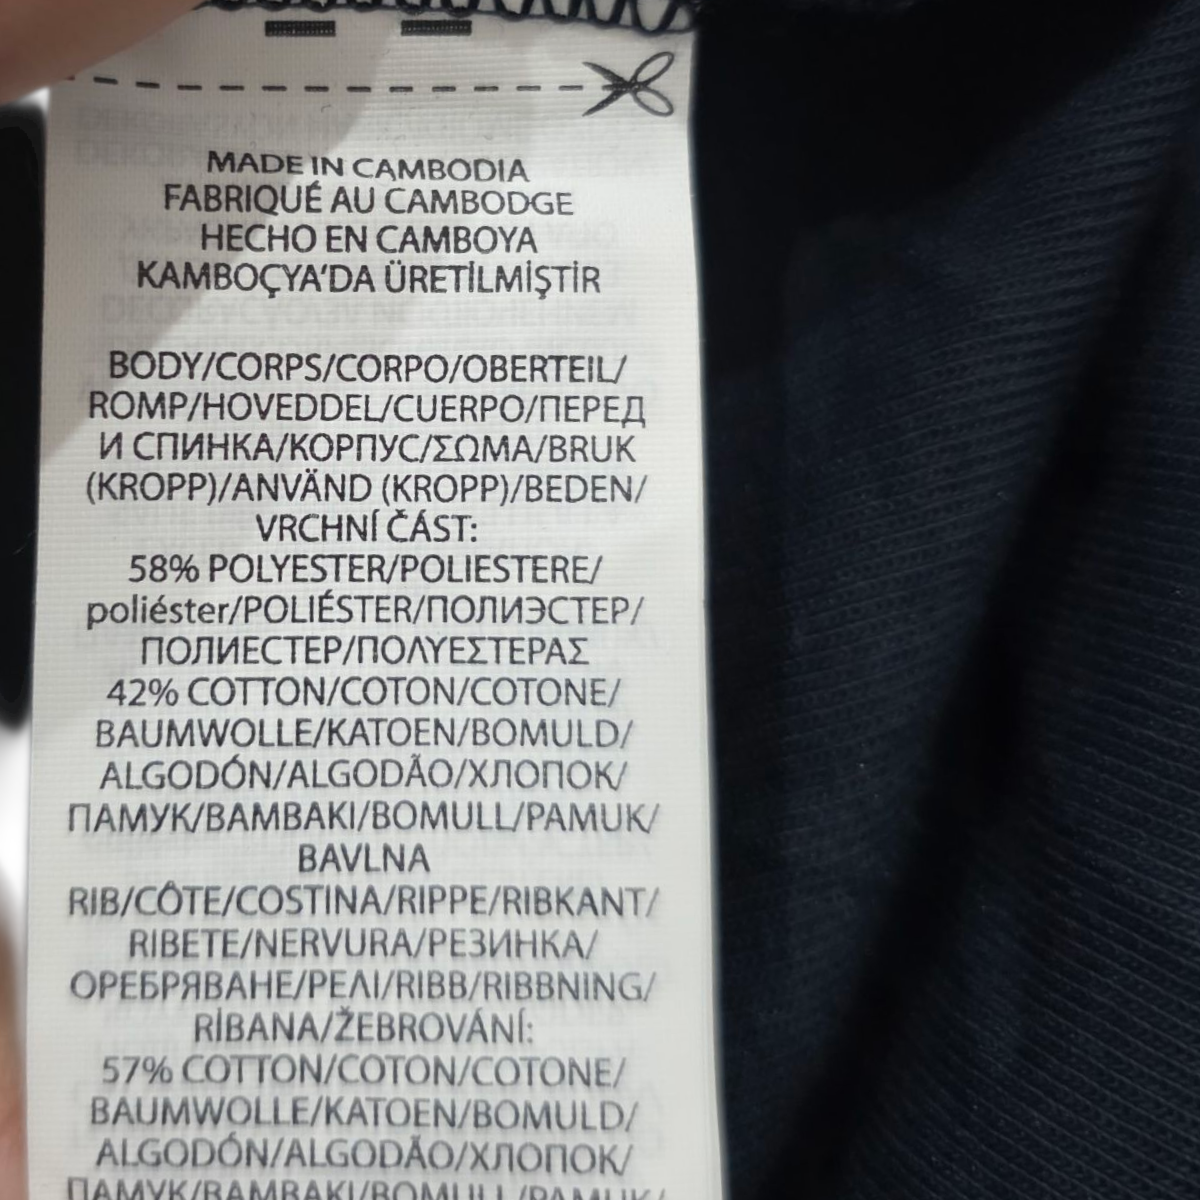 MADE IN CAMBODIA
FABRIQUÉ AU CAMBODGE
HECHO EN CAMBOYA
KAMBOÇYA'DA ÜRETİLMİŞTİR
BODY/CORPS/CORPO/OBERTEIL/
ROMP/HOVEDDEL/CUERPO/ПЕРЕД
И СПИНКА/КОРПУС/ΣΩΜΑ/BRUK
(KROPP)/ANVÄND (KROPP)/BEDEN/
VRCHNÍ ČÁST:
58% POLYESTER/POLIESTERE/
poliéster/POLIÉSTER/ПОЛИЭСТЕР/
ПОЛИЕСТЕР/ΠΟΛΥΕΣΤΕΡΑΣ
42% COTTON/COTON/COTONE/
BAUMWOLLE/KATOEN/BOMULD/
ALGODÓN/ALGODÃO/ХЛОПОК/
ПАМУК/BAMBAKI/BOMULL/PAMUK/
BAVLNA
RIB/CÔTE/COSTINA/RIPPE/RIBKANT/
RIBETE/NERVURA/РЕЗИНКА/
ОРЕБРЯВАНЕ/ΡΕΛΙ/RIBB/RIBBNING/
RİBANA/ŽEBROVÁNÍ:
57% COTTON/COTON/COTONE/
BAUMWOLLE/KATOEN/BOMULD/
ALGODÓN/ALGODÃO/ХЛОПОК/
ПАМУК/BAMBAKI/BOMULL/PAMUK/